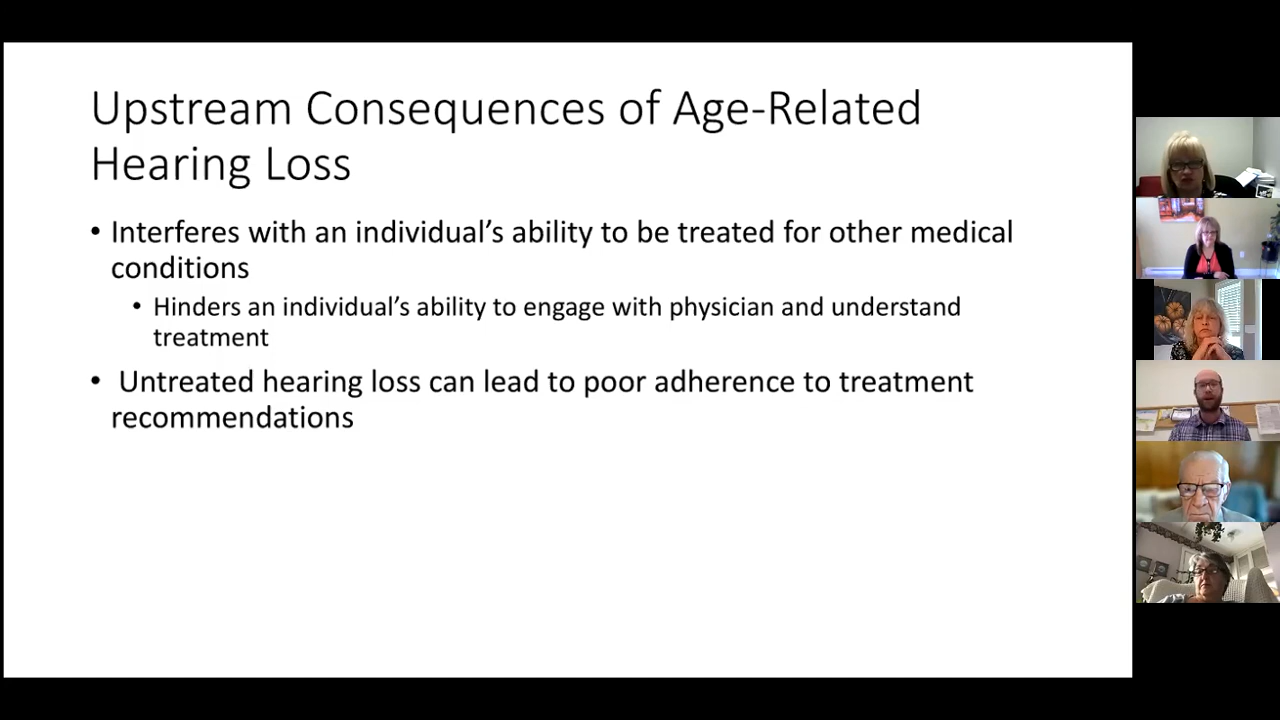 Upstream Consequences of Age-Related
Hearing Loss
• Interferes with an individual's ability to be treated for other medical
conditions
• Hinders an individual's ability to engage with physician and understand
treatment
• Untreated hearing loss can lead to poor adherence to treatment
recommendations